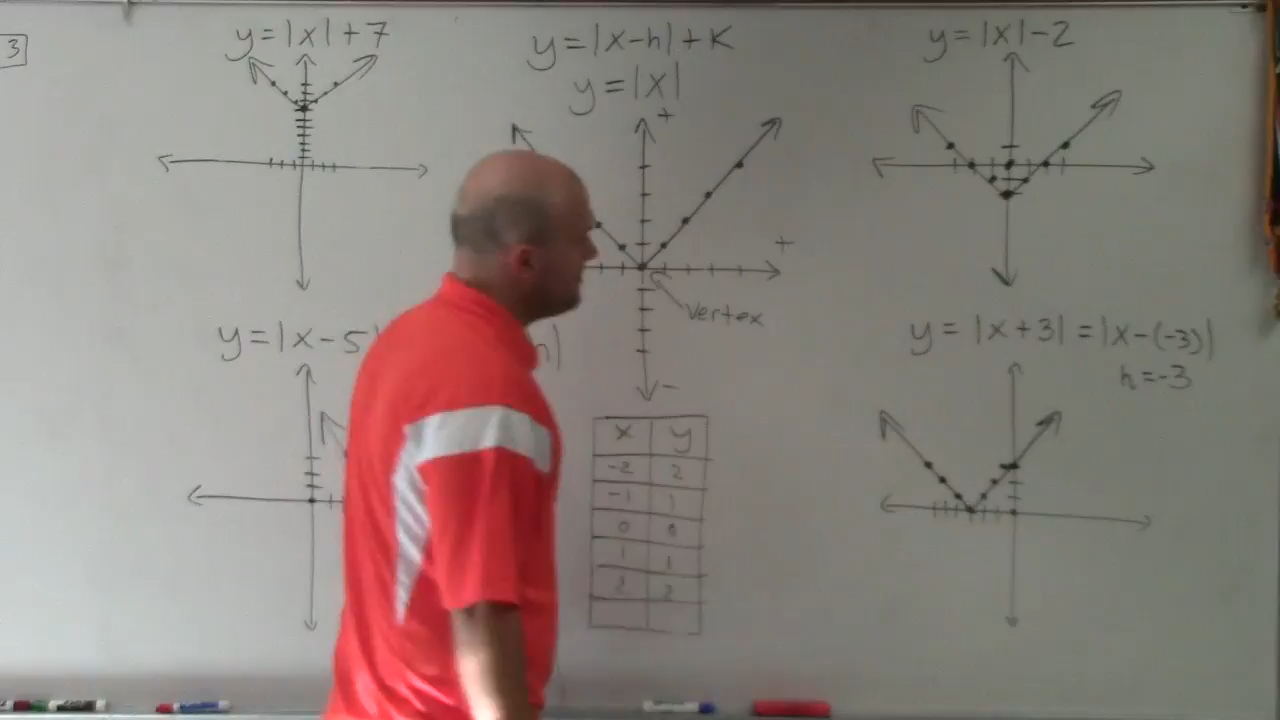 3
y=|x|+7
y=|x-h|+K
y=|x|
y=|x|-2
+
+
Vertex
-
y=|x-5
h|
y=|x+3|=|x-(-3)|
h=-3
x y
-2 2
-1 1
0 0
1 1
2 2